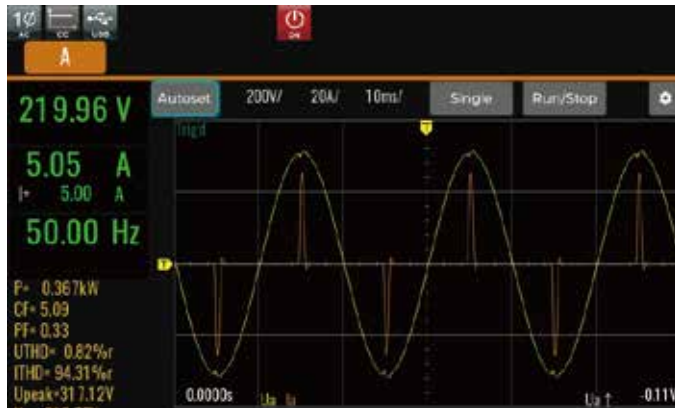 1Ø
AC CC USB ON
A
219.96 V
Autoset 200V/ 20A/ 10ms/ Single Run/Stop
Trig'd
T
5.05 A
I= 5.00 A
50.00 Hz
T
P= 0.367kW
CF= 5.09
PF= 0.33
UTHD= 0.82%r
ITHD= 94.31%r
Upeak=317.12V
0.0000s Ua Ia Ua↑ -0.11V